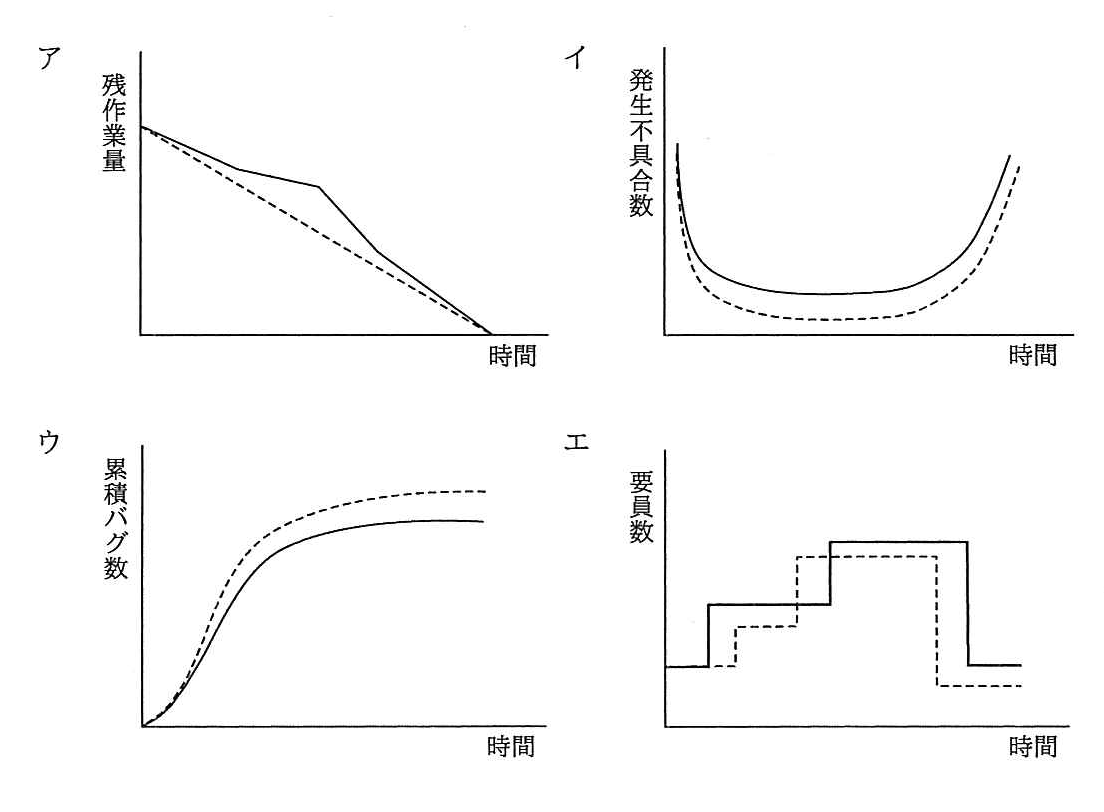 ア
残作業量
時間
イ
発生不具合数
時間
ウ
累積バグ数
時間
エ
要員数
時間